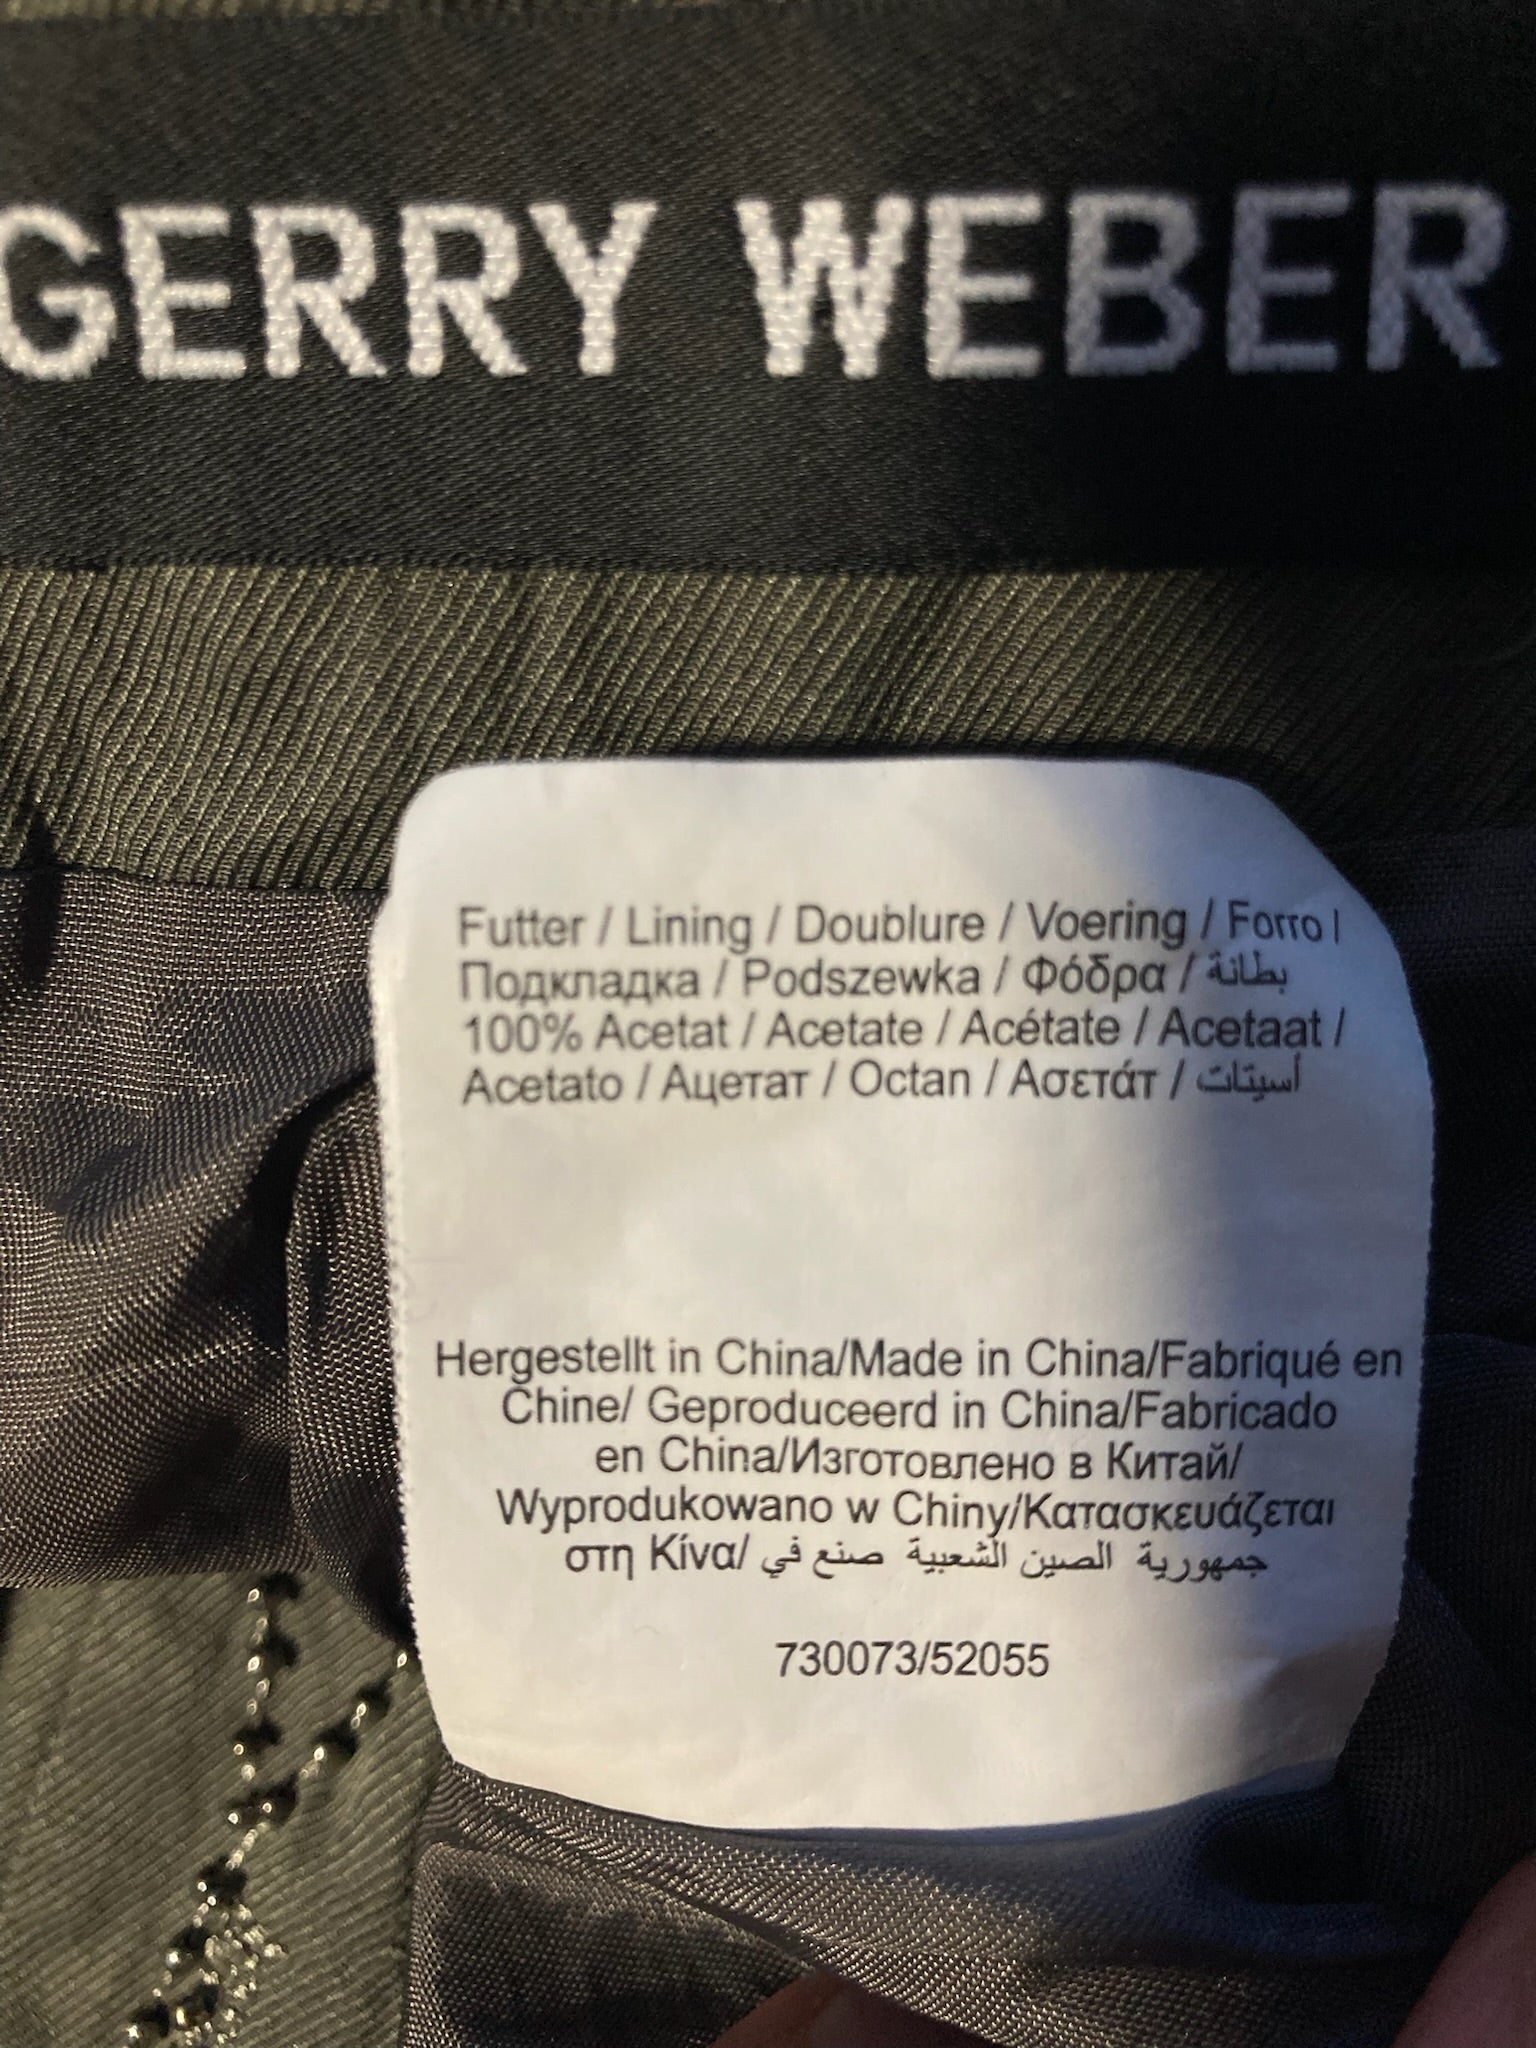 GERRY WEBER
Futter / Lining / Doublure / Voering / Forro /
Подкладка / Podszewka / Φόδρα / بطانة
100% Acetat / Acetate / Acétate / Acetaat /
Acetato / Ацетат / Octan / Ασετάτ / أسيتات
Hergestellt in China/Made in China/Fabriqué en
Chine/ Geproduceerd in China/Fabricado
en China/Изготовлено в Китай/
Wyprodukowano w Chiny/Κατασκευάζεται
στη Κίνα/ جمهورية الصين الشعبية صنع في
730073/52055